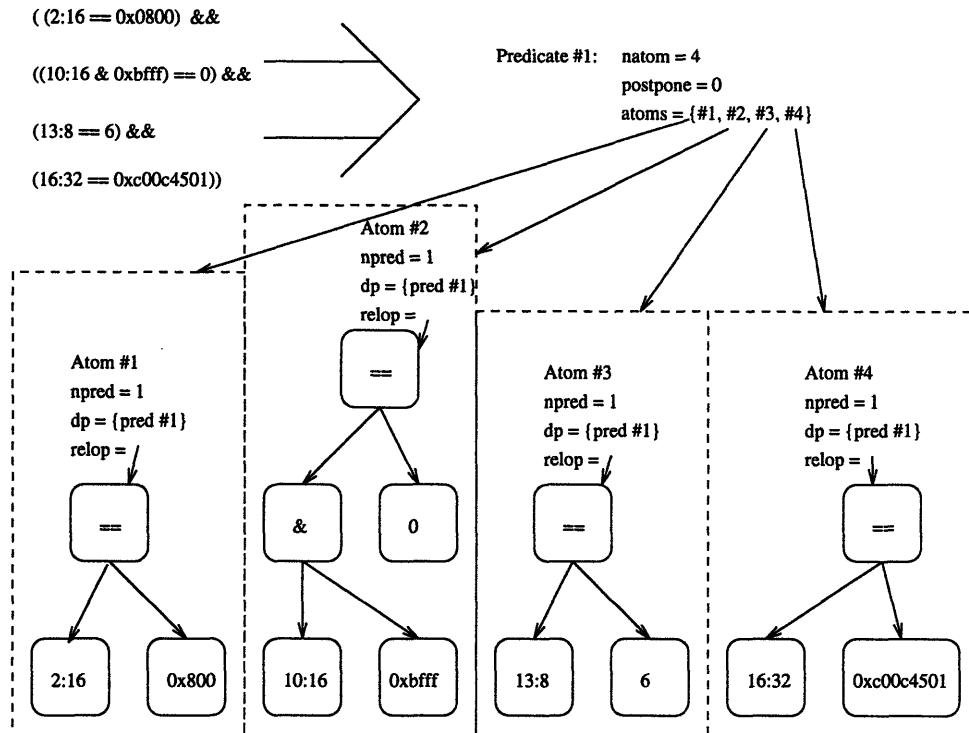 ( (2:16 == 0x0800) &&
((10:16 & 0xbfff) == 0) &&
(13:8 == 6) &&
(16:32 == 0xc00c4501))
Predicate #1: natom = 4
postpone = 0
atoms = {#1, #2, #3, #4}
Atom #1
npred = 1
dp = {pred #1}
relop =
==
2:16
0x800
Atom #2
npred = 1
dp = {pred #1}
relop =
==
&
0
10:16
0xbfff
Atom #3
npred = 1
dp = {pred #1}
relop =
==
13:8
6
Atom #4
npred = 1
dp = {pred #1}
relop =
==
16:32
0xc00c4501